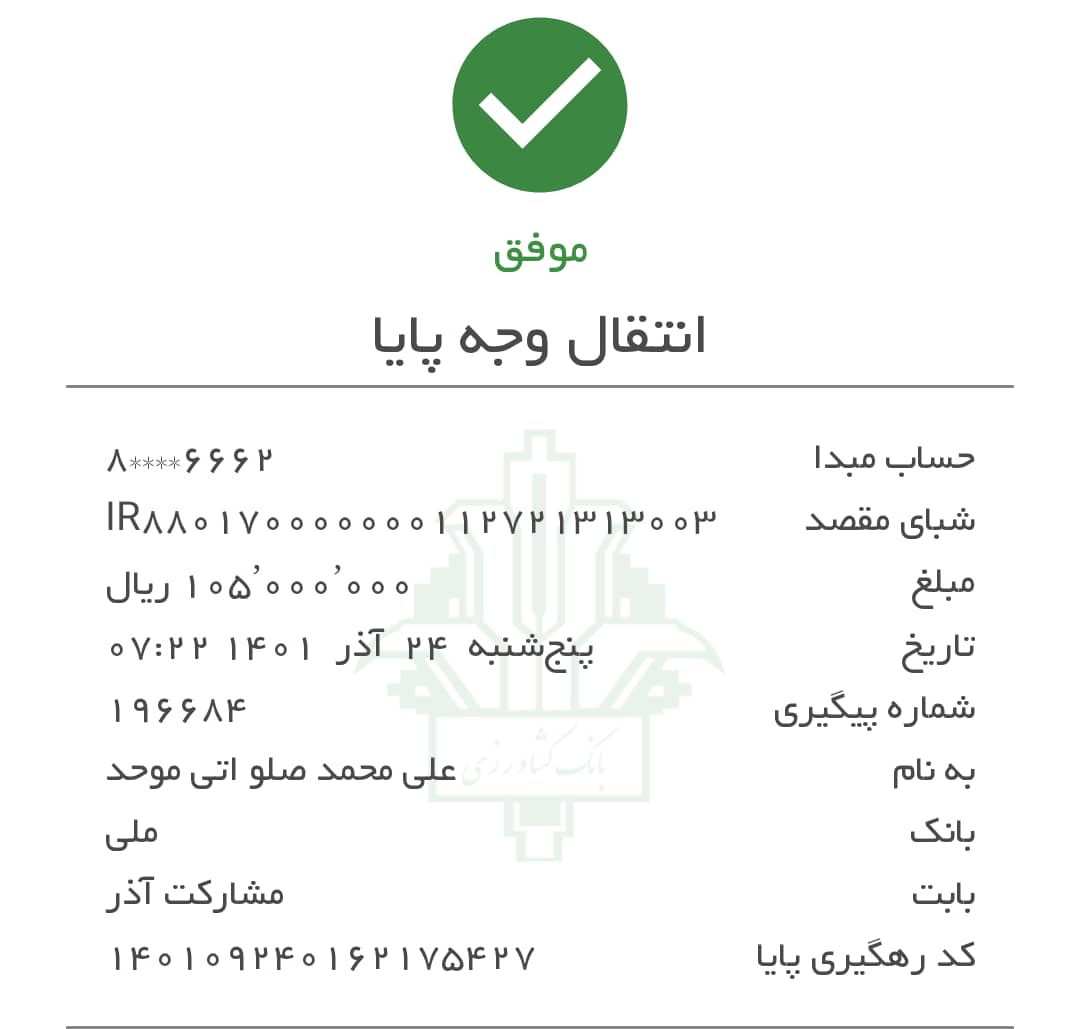 موفق
انتقال وجه پایا
حساب مبدا ۸****۶۶۶۲
شبای مقصد IR۸۸۰۱۷۰۰۰۰۰۰۰۱۱۲۷۲۱۳۱۳۰۰۳
مبلغ ۱۰۵٬۰۰۰٬۰۰۰ ریال
تاریخ پنج‌شنبه ۲۴ آذر ۱۴۰۱ ۰۷:۲۲
شماره پیگیری ۱۹۶۶۸۴
به نام علی محمد صلو اتی موحد
بانک کشاورزی
بانک ملی
بابت مشارکت آذر
کد رهگیری پایا ۱۴۰۱۰۹۲۴۰۱۶۲۱۷۵۴۲۷